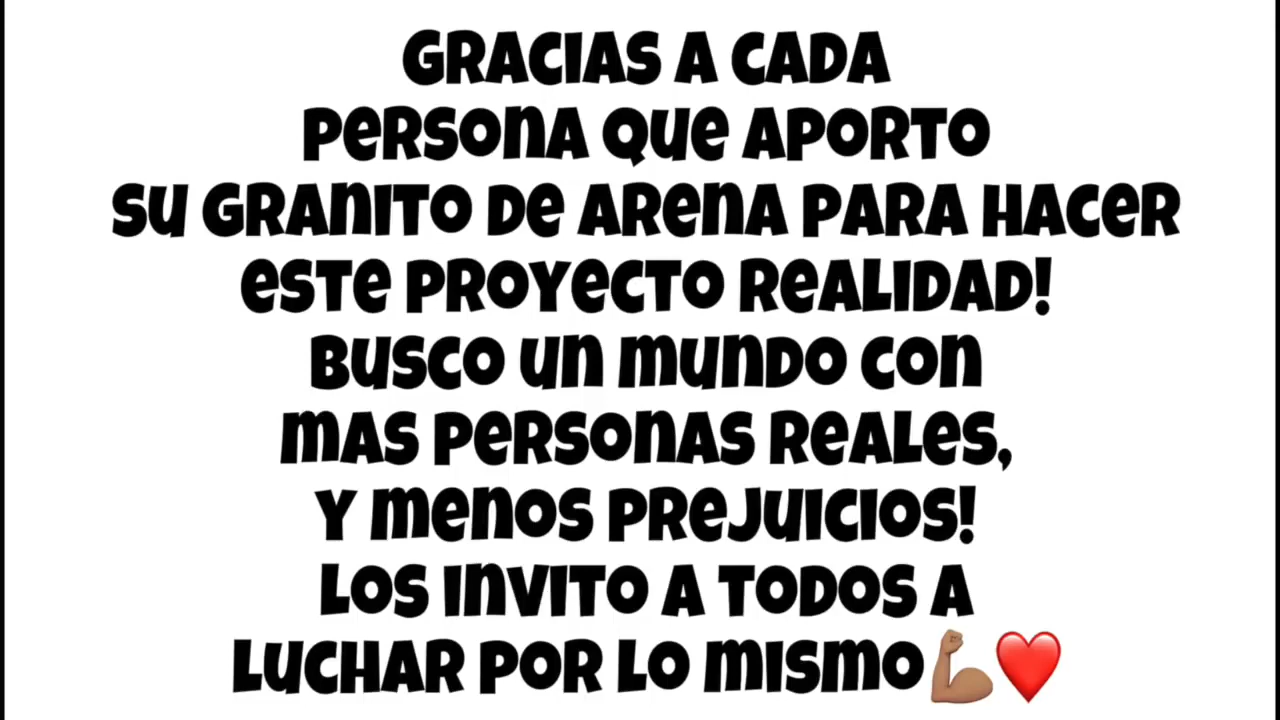 GRACIAS A CADA
PERSONA QUE APORTO
SU GRANITO DE ARENA PARA HACER
ESTE PROYECTO REALIDAD!
BUSCO UN MUNDO CON
MAS PERSONAS REALES,
Y MENOS PREJUICIOS!
LOS INVITO A TODOS A
LUCHAR POR LO MISMO💪🏽❤️